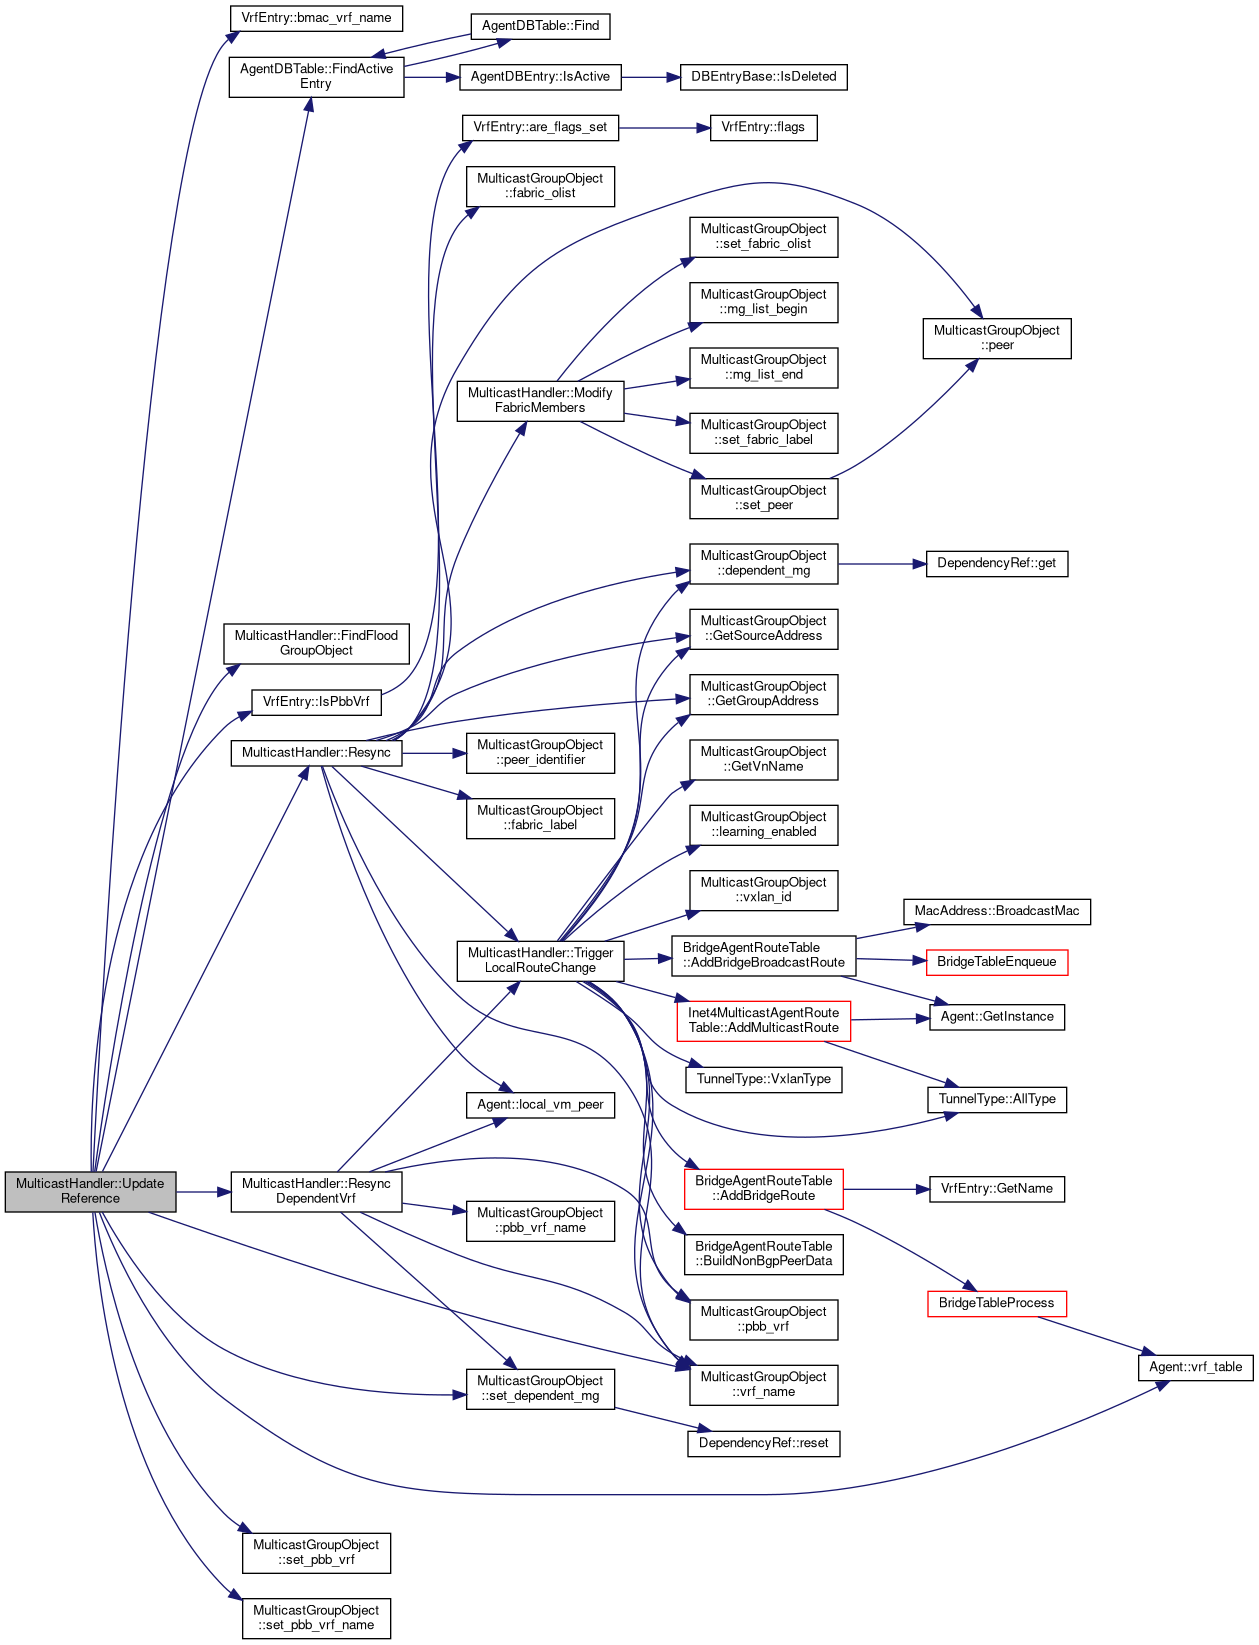 VrfEntry::bmac_vrf_name
AgentDBTable::Find
AgentDBTable::FindActive
Entry
AgentDBEntry::IsActive
DBEntryBase::IsDeleted
VrfEntry::are_flags_set
VrfEntry::flags
MulticastGroupObject
::fabric_olist
MulticastGroupObject
::set_fabric_olist
MulticastGroupObject
::mg_list_begin
MulticastGroupObject
::peer
MulticastGroupObject
::mg_list_end
MulticastHandler::Modify
FabricMembers
MulticastGroupObject
::set_fabric_label
MulticastGroupObject
::set_peer
MulticastGroupObject
::dependent_mg
DependencyRef::get
MulticastGroupObject
::GetSourceAddress
MulticastHandler::FindFlood
GroupObject
MulticastGroupObject
::GetGroupAddress
VrfEntry::IsPbbVrf
MulticastHandler::Resync
MulticastGroupObject
::peer_identifier
MulticastGroupObject
::GetVnName
MulticastGroupObject
::fabric_label
MulticastGroupObject
::learning_enabled
MulticastGroupObject
::vxlan_id
MacAddress::BroadcastMac
MulticastHandler::Trigger
LocalRouteChange
BridgeAgentRouteTable
::AddBridgeBroadcastRoute
BridgeTableEnqueue
Inet4MulticastAgentRoute
Table::AddMulticastRoute
Agent::GetInstance
TunnelType::VxlanType
TunnelType::AllType
Agent::local_vm_peer
MulticastHandler::Update
Reference
MulticastHandler::Resync
DependentVrf
BridgeAgentRouteTable
::AddBridgeRoute
VrfEntry::GetName
MulticastGroupObject
::pbb_vrf_name
BridgeAgentRouteTable
::BuildNonBgpPeerData
BridgeTableProcess
MulticastGroupObject
::pbb_vrf
Agent::vrf_table
MulticastGroupObject
::set_dependent_mg
MulticastGroupObject
::vrf_name
DependencyRef::reset
MulticastGroupObject
::set_pbb_vrf
MulticastGroupObject
::set_pbb_vrf_name